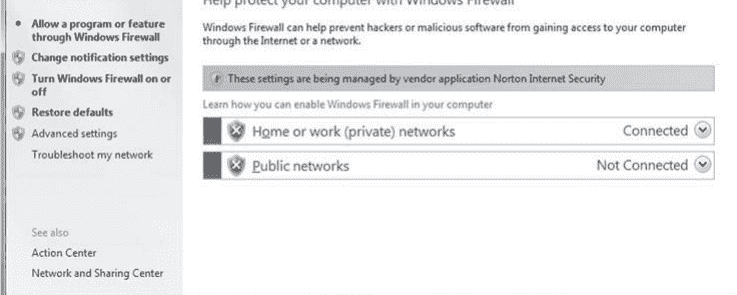 Help protect your computer with Windows Firewall
Allow a program or feature
through Windows Firewall
Change notification settings
Turn Windows Firewall on or
off
Restore defaults
Advanced settings
Troubleshoot my network
See also
Action Center
Network and Sharing Center
Windows Firewall can help prevent hackers or malicious software from gaining access to your computer
through the Internet or a network.
These settings are being managed by vendor application Norton Internet Security
Learn how you can enable Windows Firewall in your computer
Home or work (private) networks Connected
Public networks Not Connected